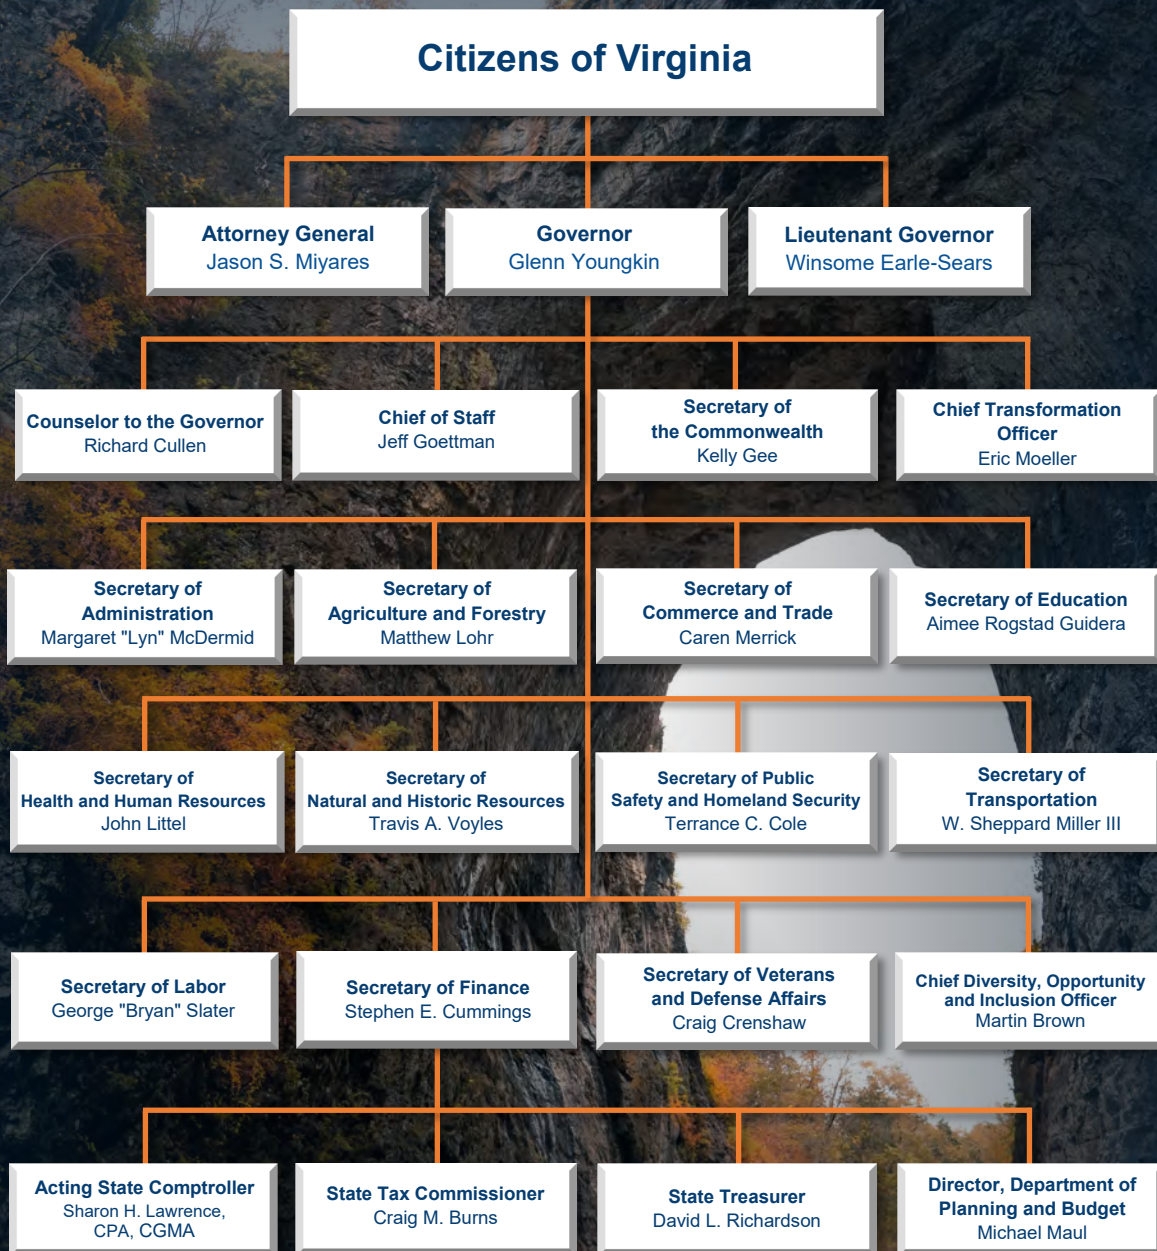 Citizens of Virginia
Attorney General
Jason S. Miyares
Governor
Glenn Youngkin
Lieutenant Governor
Winsome Earle-Sears
Counselor to the Governor
Richard Cullen
Chief of Staff
Jeff Goettman
Secretary of
the Commonwealth
Kelly Gee
Chief Transformation
Officer
Eric Moeller
Secretary of
Administration
Margaret "Lyn" McDermid
Secretary of
Agriculture and Forestry
Matthew Lohr
Secretary of
Commerce and Trade
Caren Merrick
Secretary of Education
Aimee Rogstad Guidera
Secretary of
Health and Human Resources
John Littel
Secretary of
Natural and Historic Resources
Travis A. Voyles
Secretary of Public
Safety and Homeland Security
Terrance C. Cole
Secretary of
Transportation
W. Sheppard Miller III
Secretary of Labor
George "Bryan" Slater
Secretary of Finance
Stephen E. Cummings
Secretary of Veterans
and Defense Affairs
Craig Crenshaw
Chief Diversity, Opportunity
and Inclusion Officer
Martin Brown
Acting State Comptroller
Sharon H. Lawrence,
CPA, CGMA
State Tax Commissioner
Craig M. Burns
State Treasurer
David L. Richardson
Director, Department of
Planning and Budget
Michael Maul